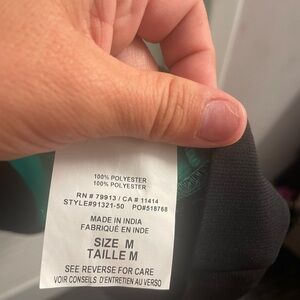 100% POLYESTER
100% POLYESTER
RN # 79913 / CA # 11414
STYLE#91321-50 PO#518768
MADE IN INDIA
FABRIQUÉ EN INDE
SIZE M
TAILLE M
SEE REVERSE FOR CARE
VOIR CONSEILS D'ENTRETIEN AU VERSO